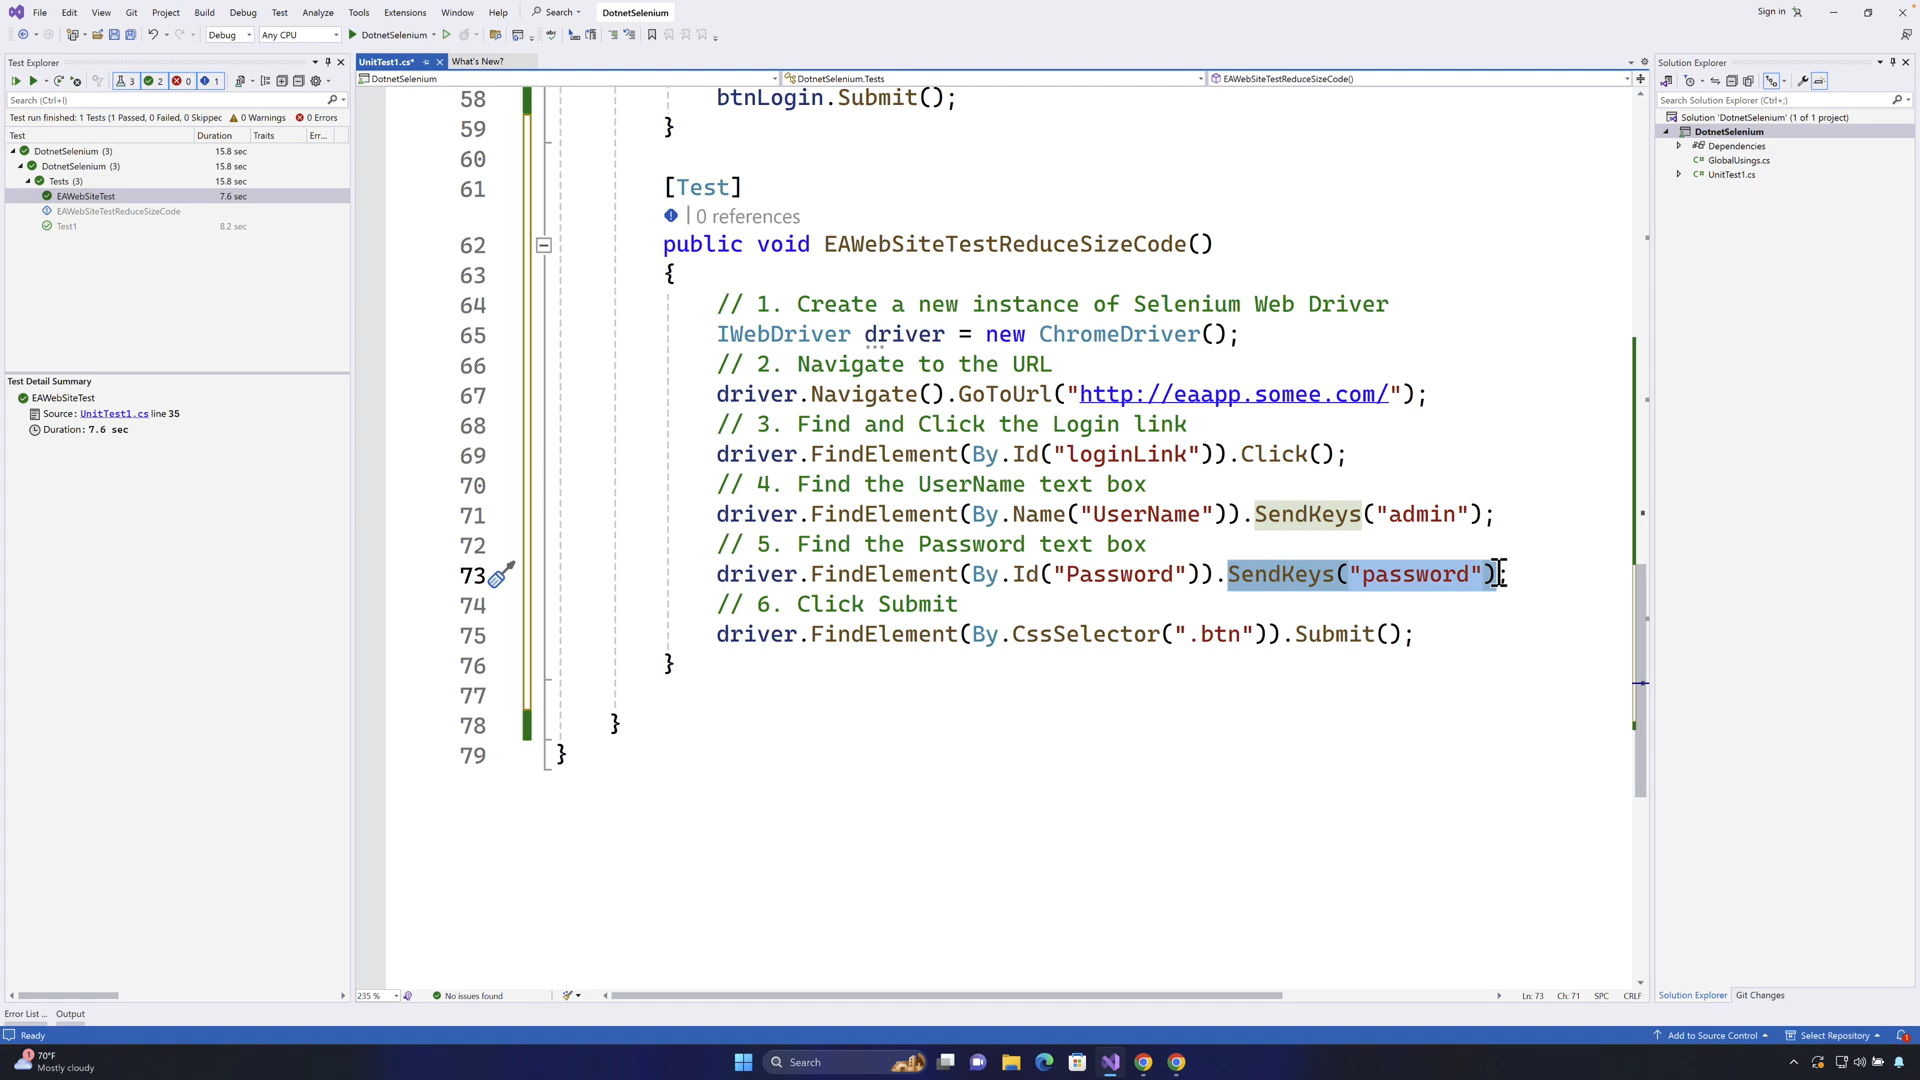 File Edit View Git Project Build Debug Test Analyze Tools Extensions Window Help Search DotnetSelenium Sign in
Debug Any CPU DotnetSelenium
Test Explorer
3 2 0 1
Search (Ctrl+I)
Test run finished: 1 Tests (1 Passed, 0 Failed, 0 Skippec 0 Warnings 0 Errors
Test Duration Traits Err...
DotnetSelenium (3) 15.8 sec
DotnetSelenium (3) 15.8 sec
Tests (3) 15.8 sec
EAWebSiteTest 7.6 sec
EAWebSiteTestReduceSizeCode
Test1 8.2 sec
Test Detail Summary
EAWebSiteTest
Source: UnitTest1.cs line 35
Duration: 7.6 sec
UnitTest1.cs* What's New?
DotnetSelenium DotnetSelenium.Tests EAWebSiteTestReduceSizeCode()
58 btnLogin.Submit();
59 }
60
61 [Test]
0 references
62 public void EAWebSiteTestReduceSizeCode()
63 {
64 // 1. Create a new instance of Selenium Web Driver
65 IWebDriver driver = new ChromeDriver();
66 // 2. Navigate to the URL
67 driver.Navigate().GoToUrl("http://eaapp.somee.com/");
68 // 3. Find and Click the Login link
69 driver.FindElement(By.Id("loginLink")).Click();
70 // 4. Find the UserName text box
71 driver.FindElement(By.Name("UserName")).SendKeys("admin");
72 // 5. Find the Password text box
73 driver.FindElement(By.Id("Password")).SendKeys("password");
74 // 6. Click Submit
75 driver.FindElement(By.CssSelector(".btn")).Submit();
76 }
77
78 }
79 }
235 % No issues found Ln: 73 Ch: 71 SPC CRLF
Solution Explorer
Search Solution Explorer (Ctrl+;)
Solution 'DotnetSelenium' (1 of 1 project)
DotnetSelenium
Dependencies
GlobalUsings.cs
UnitTest1.cs
Solution Explorer Git Changes
Error List ... Output
Ready Add to Source Control Select Repository 1
1 70°F
Mostly cloudy
Search